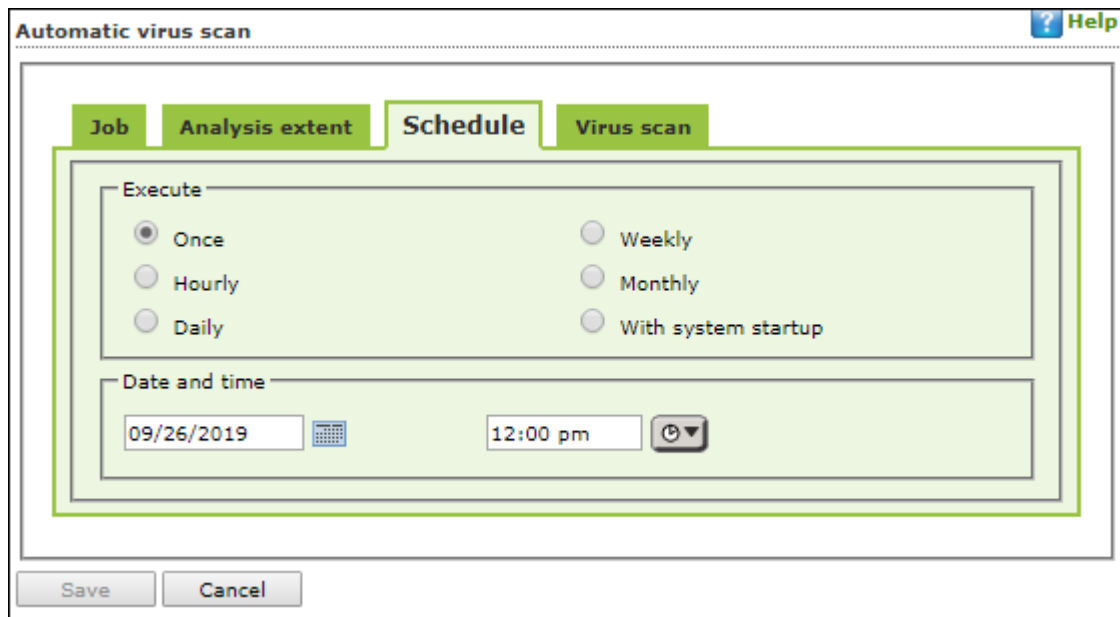 Automatic virus scan
? Help
Job Analysis extent Schedule Virus scan
Execute
Once Weekly
Hourly Monthly
Daily With system startup
Date and time
09/26/2019 12:00 pm
Save Cancel